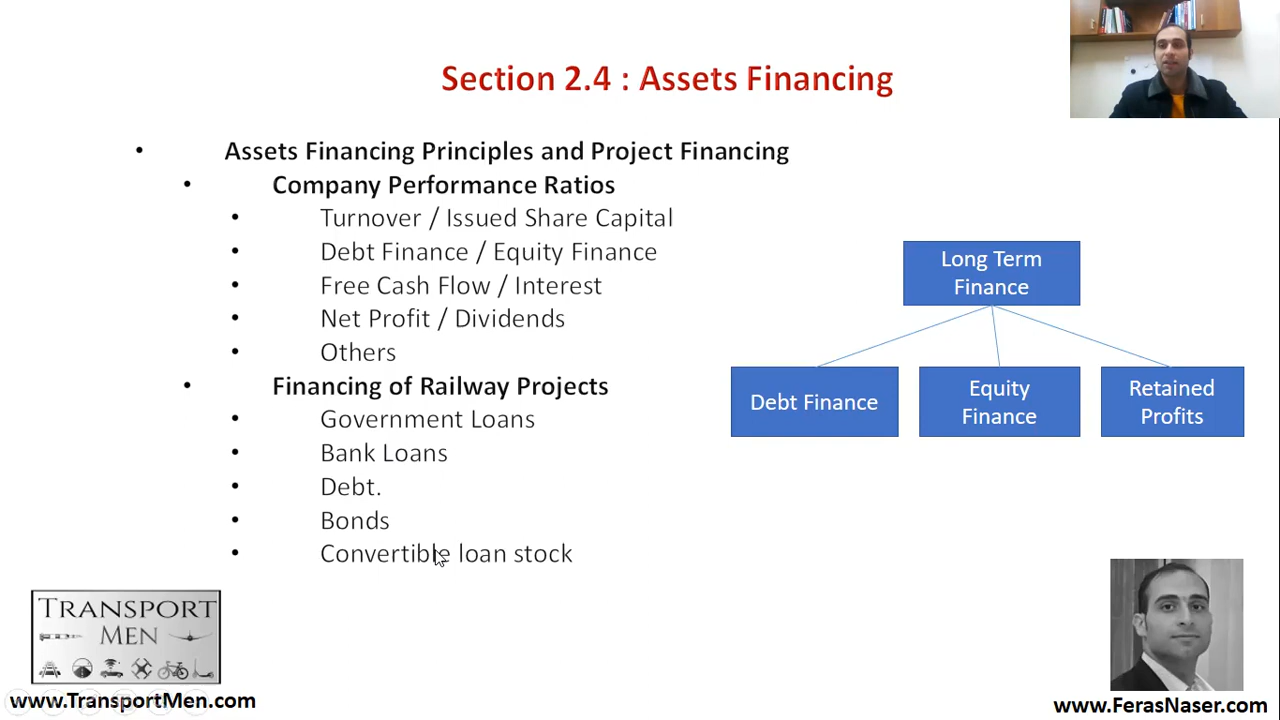 Section 2.4 : Assets Financing
• Assets Financing Principles and Project Financing
• Company Performance Ratios
• Turnover / Issued Share Capital
• Debt Finance / Equity Finance
• Free Cash Flow / Interest
• Net Profit / Dividends
• Others
• Financing of Railway Projects
• Government Loans
• Bank Loans
• Debt.
• Bonds
• Convertible loan stock
Long Term
Finance
Debt Finance
Equity
Finance
Retained
Profits
TRANSPORT
MEN
www.TransportMen.com
www.FerasNaser.com